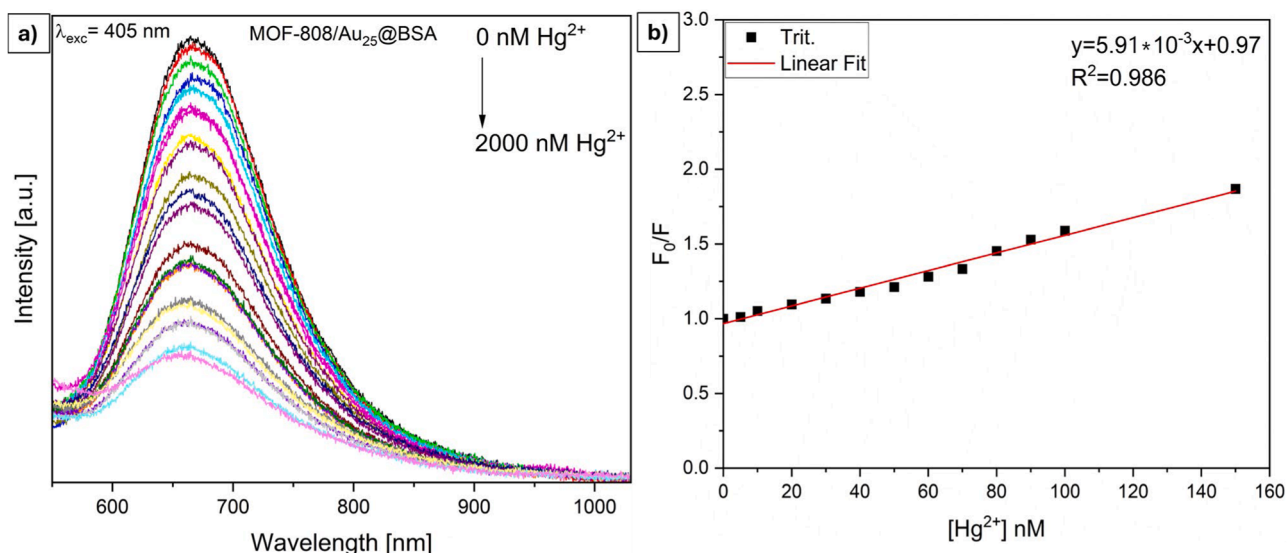 a)
λexc= 405 nm
MOF-808/Au₂₅@BSA
0 nM Hg²⁺
2000 nM Hg²⁺
Intensity [a.u.]
600 700 800 900 1000
Wavelength [nm]
b)
Trit.
Linear Fit
y=5.91*10⁻³x+0.97
R²=0.986
3.0
2.5
2.0
1.5
1.0
0.5
0.0
F₀/F
0 20 40 60 80 100 120 140 160
[Hg²⁺] nM